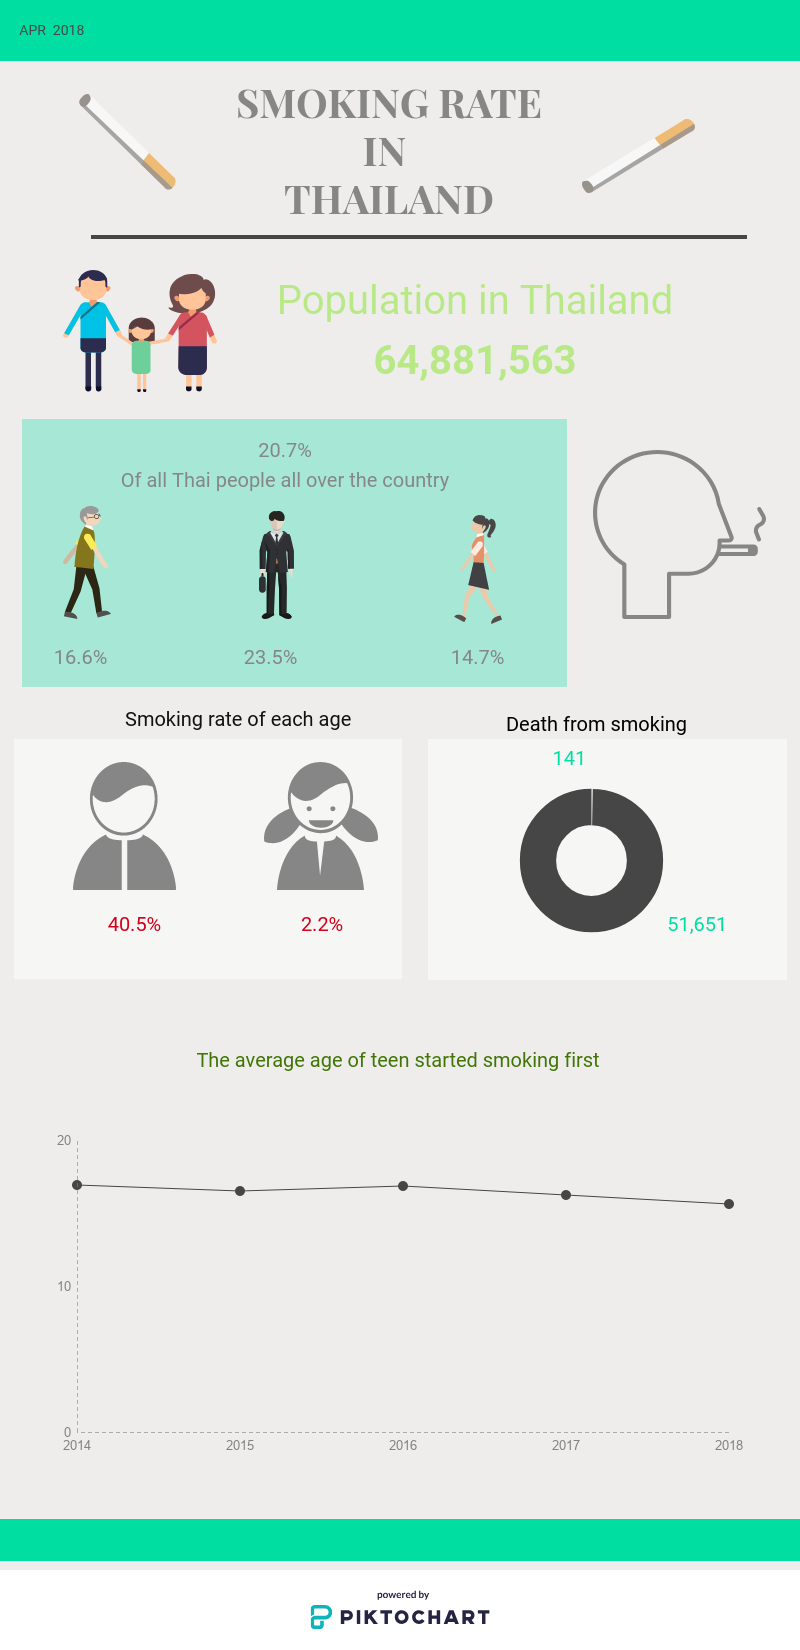 APR 2018
SMOKING RATE
IN
THAILAND
Population in Thailand
64,881,563
20.7%
Of all Thai people all over the country
16.6%
23.5%
14.7%
Smoking rate of each age
40.5%
2.2%
Death from smoking
141
51,651
The average age of teen started smoking first
20
10
0
2014 2015 2016 2017 2018
powered by
PIKTOCHART